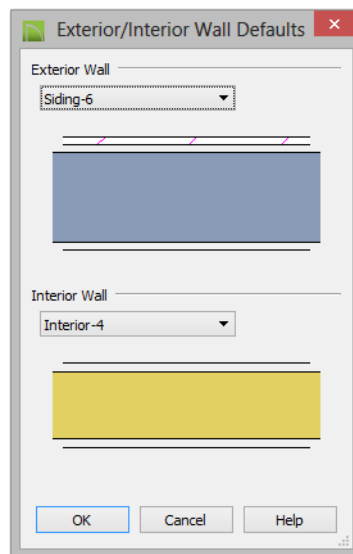 Exterior/Interior Wall Defaults
Exterior Wall
Siding-6
Interior Wall
Interior-4
OK Cancel Help